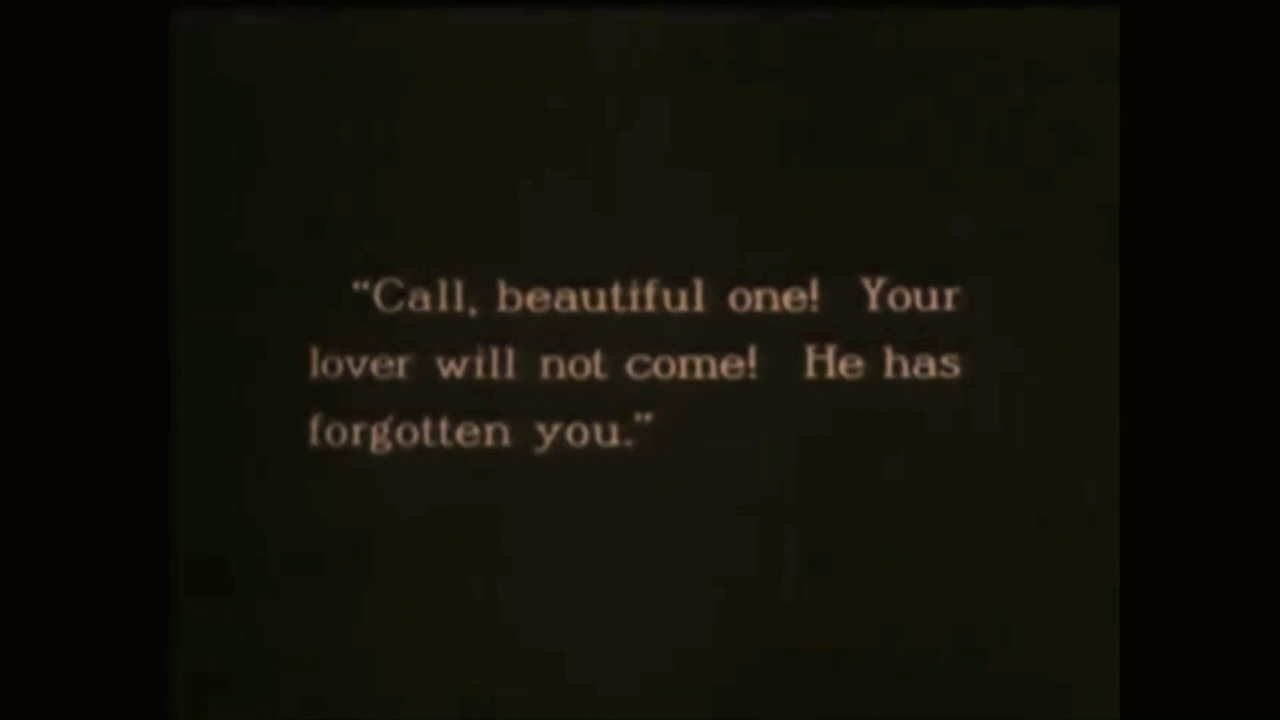 “Call, beautiful one! Your
lover will not come! He has
forgotten you.”